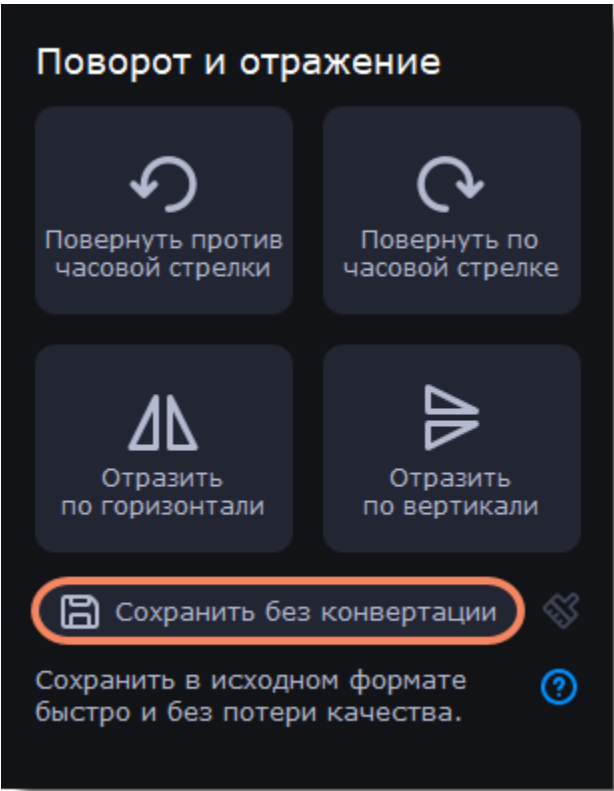 Поворот и отражение
Повернуть против
часовой стрелки
Повернуть по
часовой стрелке
Отразить
по горизонтали
Отразить
по вертикали
Сохранить без конвертации
Сохранить в исходном формате
быстро и без потери качества.
?